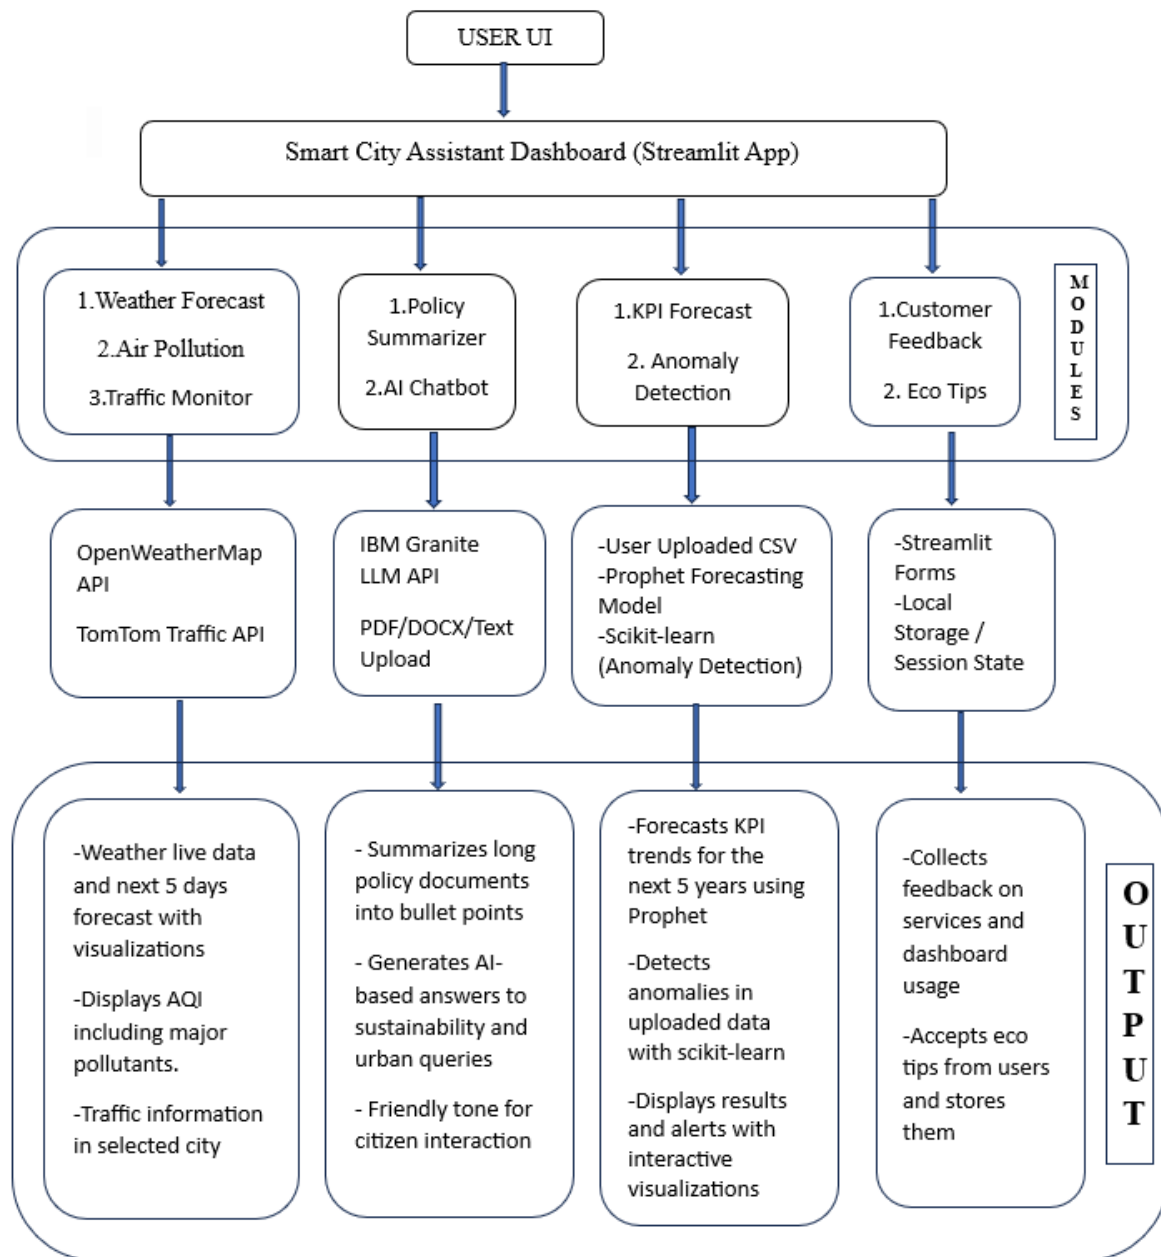 USER UI
Smart City Assistant Dashboard (Streamlit App)
1.Weather Forecast
2.Air Pollution
3.Traffic Monitor
1.Policy
Summarizer
2.AI Chatbot
1.KPI Forecast
2. Anomaly
Detection
1.Customer
Feedback
2. Eco Tips
MODULES
OpenWeatherMap
API
TomTom Traffic API
IBM Granite
LLM API
PDF/DOCX/Text
Upload
-User Uploaded CSV
-Prophet Forecasting
Model
-Scikit-learn
(Anomaly Detection)
-Streamlit
Forms
-Local
Storage /
Session State
-Weather live data
and next 5 days
forecast with
visualizations
-Displays AQI
including major
pollutants.
-Traffic information
in selected city
- Summarizes long
policy documents
into bullet points
- Generates AI-
based answers to
sustainability and
urban queries
- Friendly tone for
citizen interaction
-Forecasts KPI
trends for the
next 5 years using
Prophet
-Detects
anomalies in
uploaded data
with scikit-learn
-Displays results
and alerts with
interactive
visualizations
-Collects
feedback on
services and
dashboard
usage
-Accepts eco
tips from users
and stores
them
OUTPUT